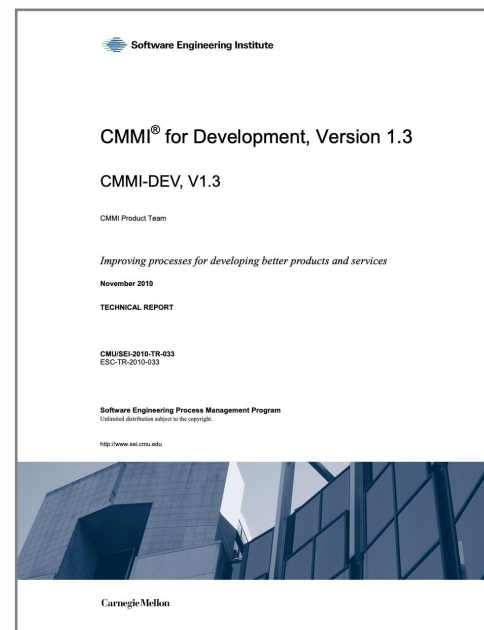 Software Engineering Institute
CMMI® for Development, Version 1.3
CMMI-DEV, V1.3
CMMI Product Team
Improving processes for developing better products and services
November 2010
TECHNICAL REPORT
CMU/SEI-2010-TR-033
ESC-TR-2010-033
Software Engineering Process Management Program
Unlimited distribution subject to the copyright.
http://www.sei.cmu.edu
CarnegieMellon